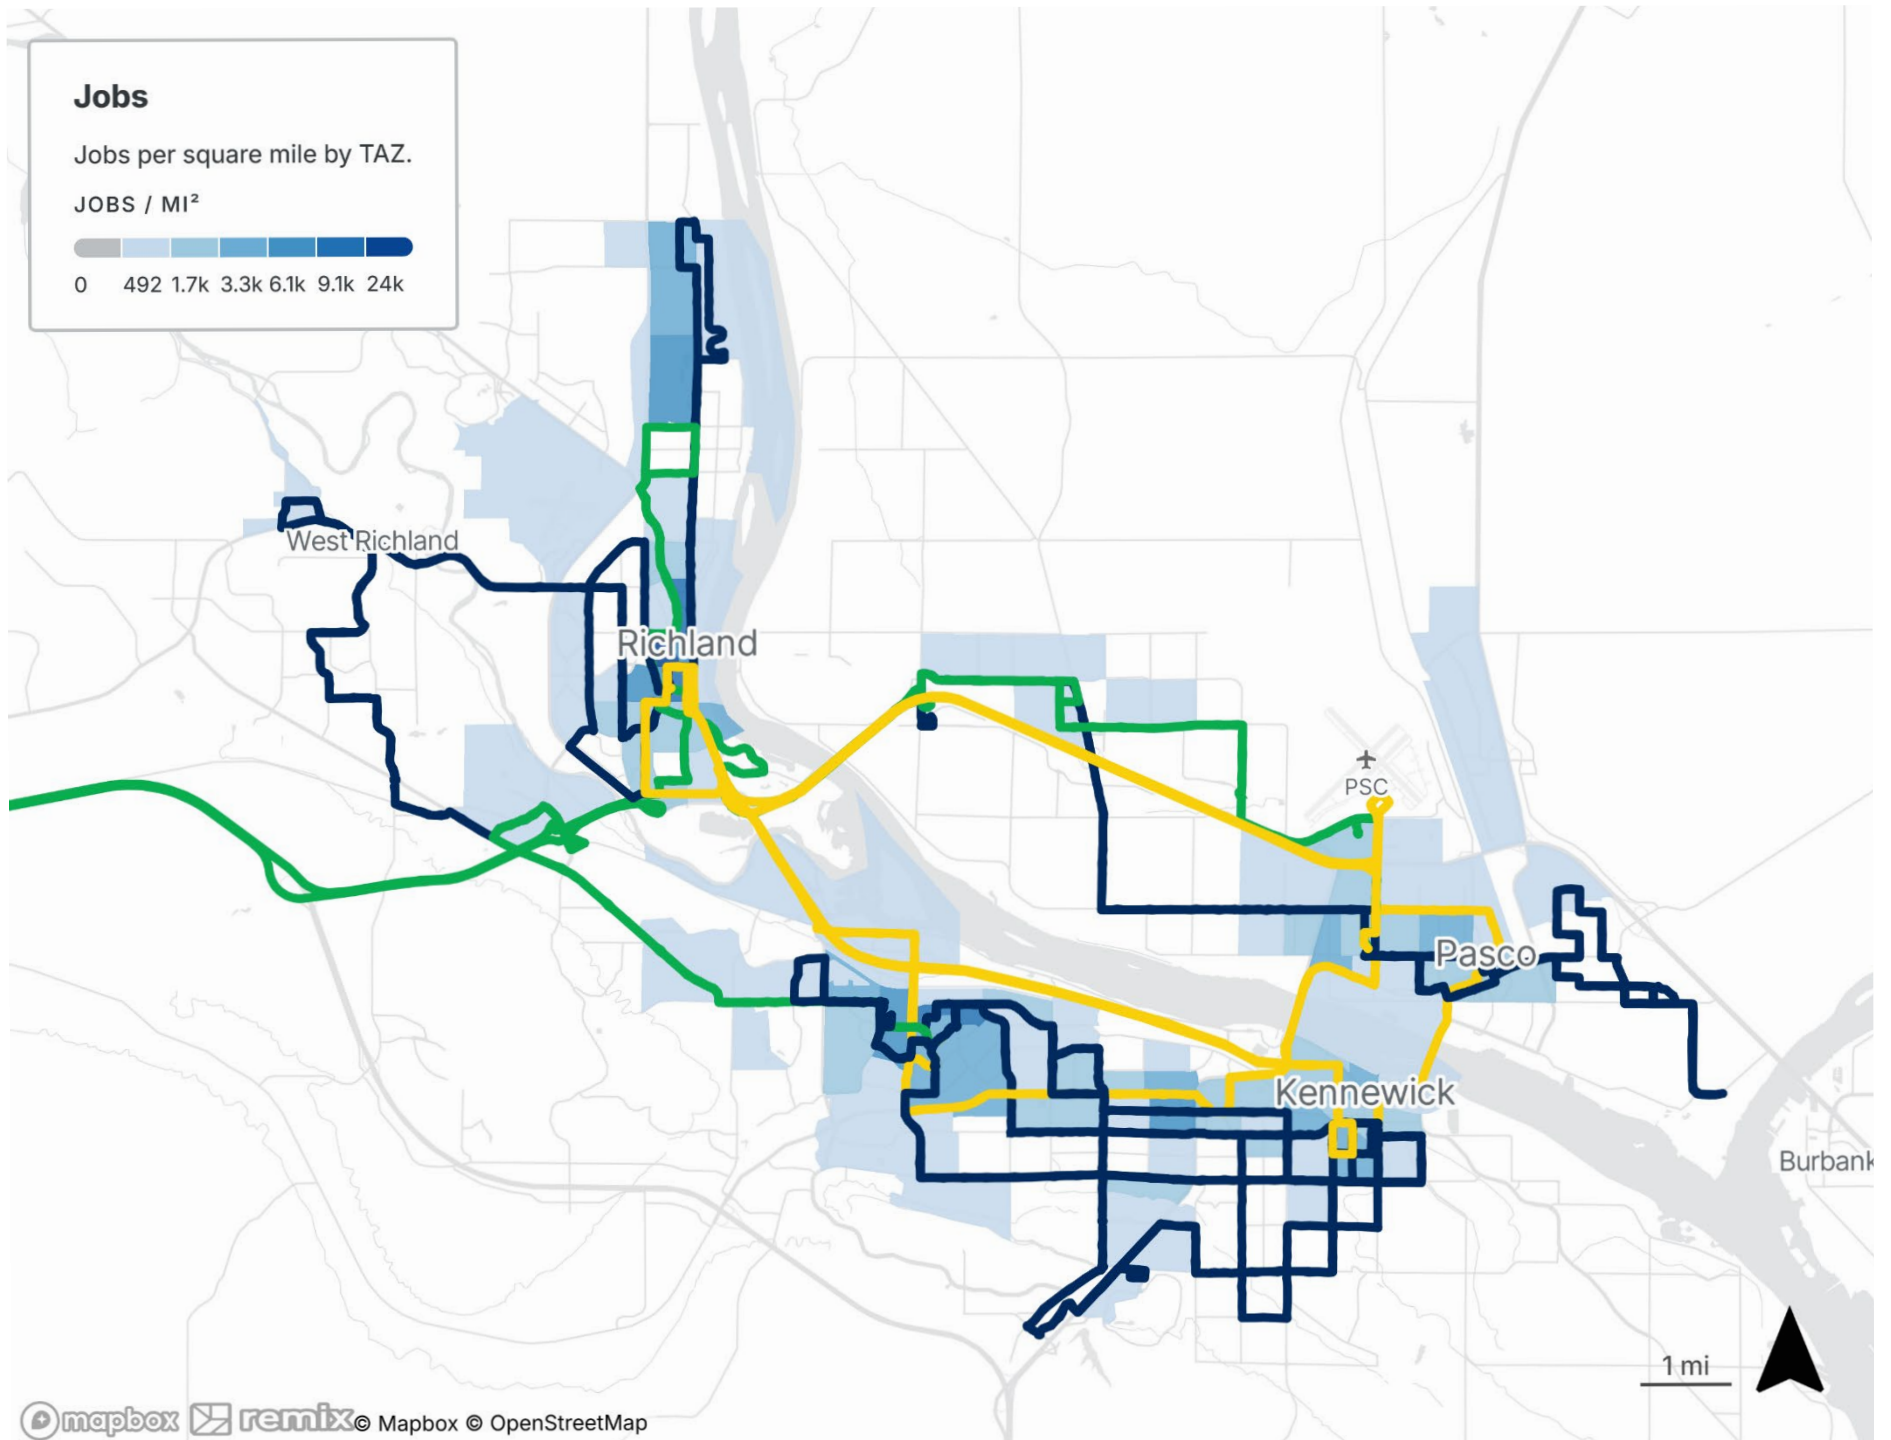 Jobs
Jobs per square mile by TAZ.
JOBS / MI²
0 492 1.7k 3.3k 6.1k 9.1k 24k
West Richland
Richland
PSC
Pasco
Kennewick
Burbank
1 mi
mapbox remix © Mapbox © OpenStreetMap